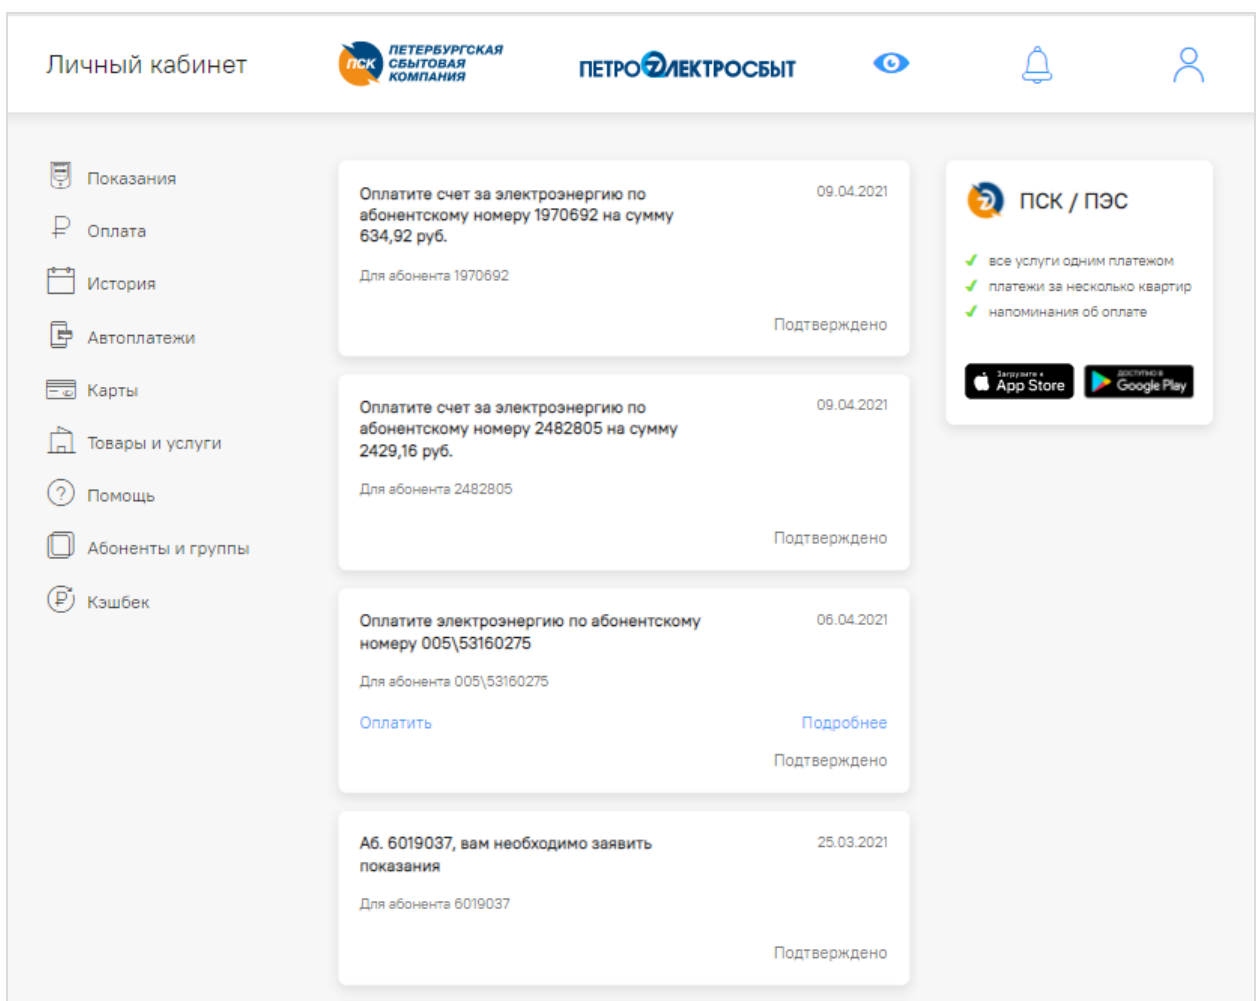 Личный кабинет
ПСК
ПЕТЕРБУРГСКАЯ
СБЫТОВАЯ
КОМПАНИЯ
ПЕТРОЭЛЕКТРОСБЫТ
Показания
Оплата
История
Автоплатежи
Карты
Товары и услуги
Помощь
Абоненты и группы
Кэшбек
Оплатите счет за электроэнергию по
абонентскому номеру 1970692 на сумму
634,92 руб.
09.04.2021
Для абонента 1970692
Подтверждено
Оплатите счет за электроэнергию по
абонентскому номеру 2482805 на сумму
2429,16 руб.
09.04.2021
Для абонента 2482805
Подтверждено
Оплатите электроэнергию по абонентскому
номеру 005\53160275
06.04.2021
Для абонента 005\53160275
Оплатить
Подробнее
Подтверждено
Аб. 6019037, вам необходимо заявить
показания
25.03.2021
Для абонента 6019037
Подтверждено
ПСК / ПЭС
все услуги одним платежом
платежи за несколько квартир
напоминания об оплате
Загрузите в
App Store
ДОСТУПНО В
Google Play